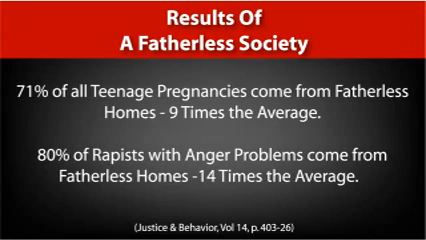 Results Of
A Fatherless Society
71% of all Teenage Pregnancies come from Fatherless
Homes - 9 Times the Average.
80% of Rapists with Anger Problems come from
Fatherless Homes -14 Times the Average.
(Justice & Behavior, Vol 14, p. 403-26)